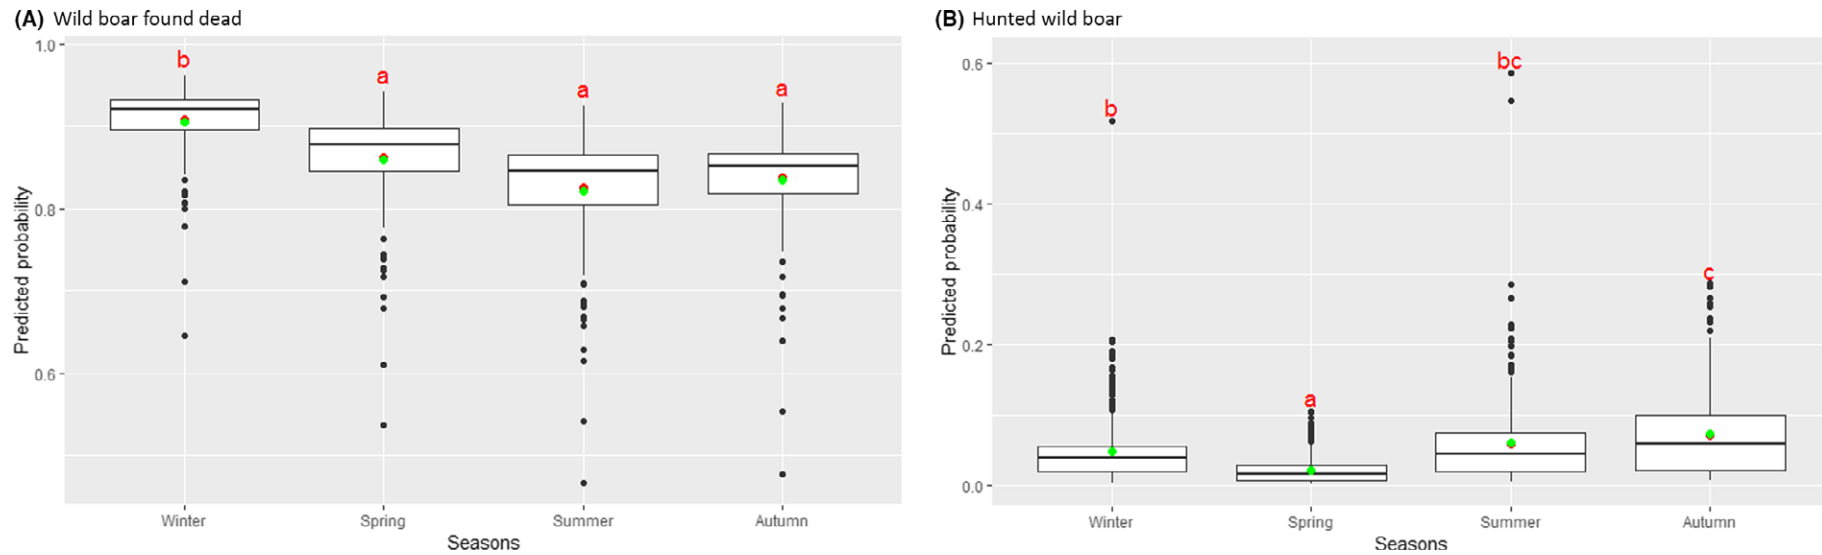 (A) Wild boar found dead
1.0
0.8
0.6
b
a
a
a
Predicted probability
Winter
Spring
Summer
Autumn
Seasons
(B) Hunted wild boar
0.6
0.4
0.2
0.0
b
a
bc
c
Predicted probability
Winter
Spring
Summer
Autumn
Seasons